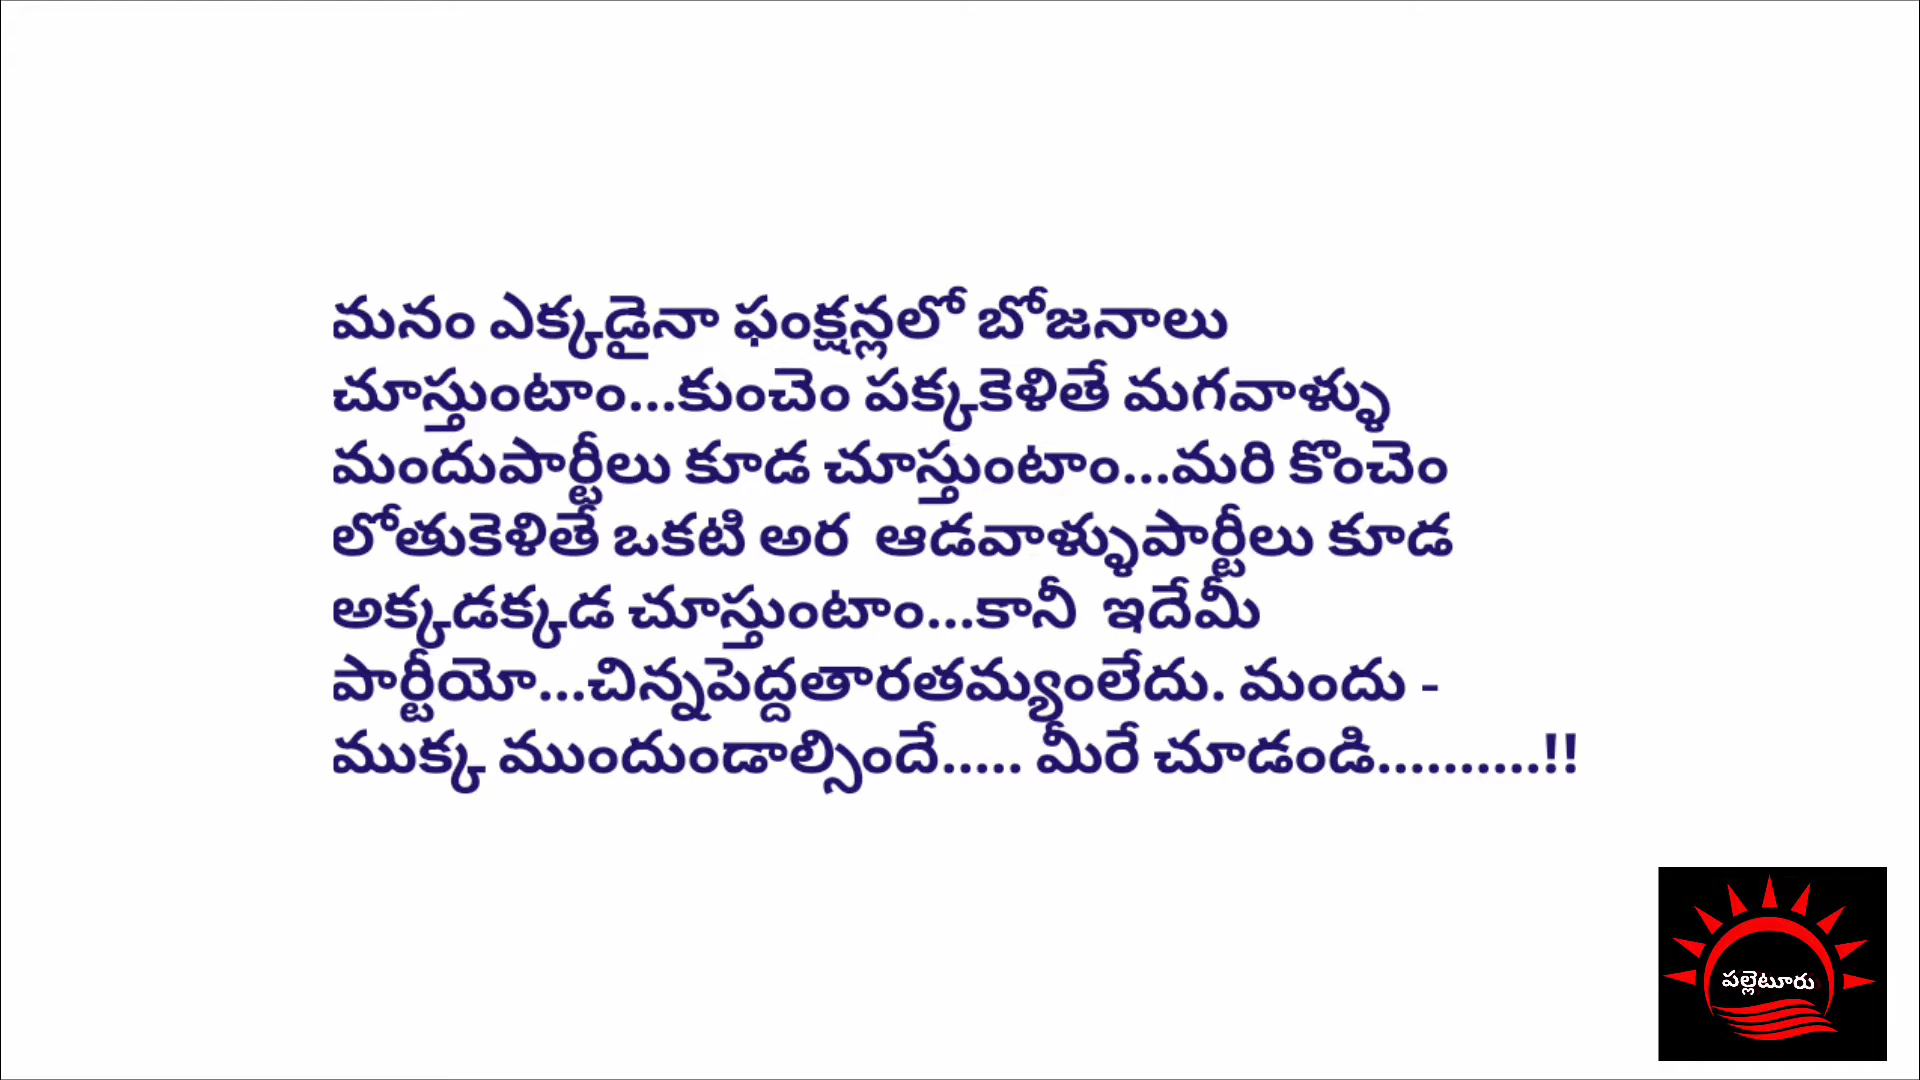 మనం ఎక్కడైనా ఫంక్షన్లలో బోజనాలు
చూస్తుంటాం...కుంచెం పక్కకెళితే మగవాళ్ళు
మందుపార్టీలు కూడ చూస్తుంటాం...మరి కొంచెం
లోతుకెళితే ఒకటి అర  ఆడవాళ్ళుపార్టీలు కూడ
అక్కడక్కడ చూస్తుంటాం...కానీ  ఇదేమీ
పార్టీయో...చిన్నపెద్దతారతమ్యంలేదు. మందు -
ముక్క ముందుండాల్సిందే..... మీరే చూడండి..........!!
పల్లెటూరు